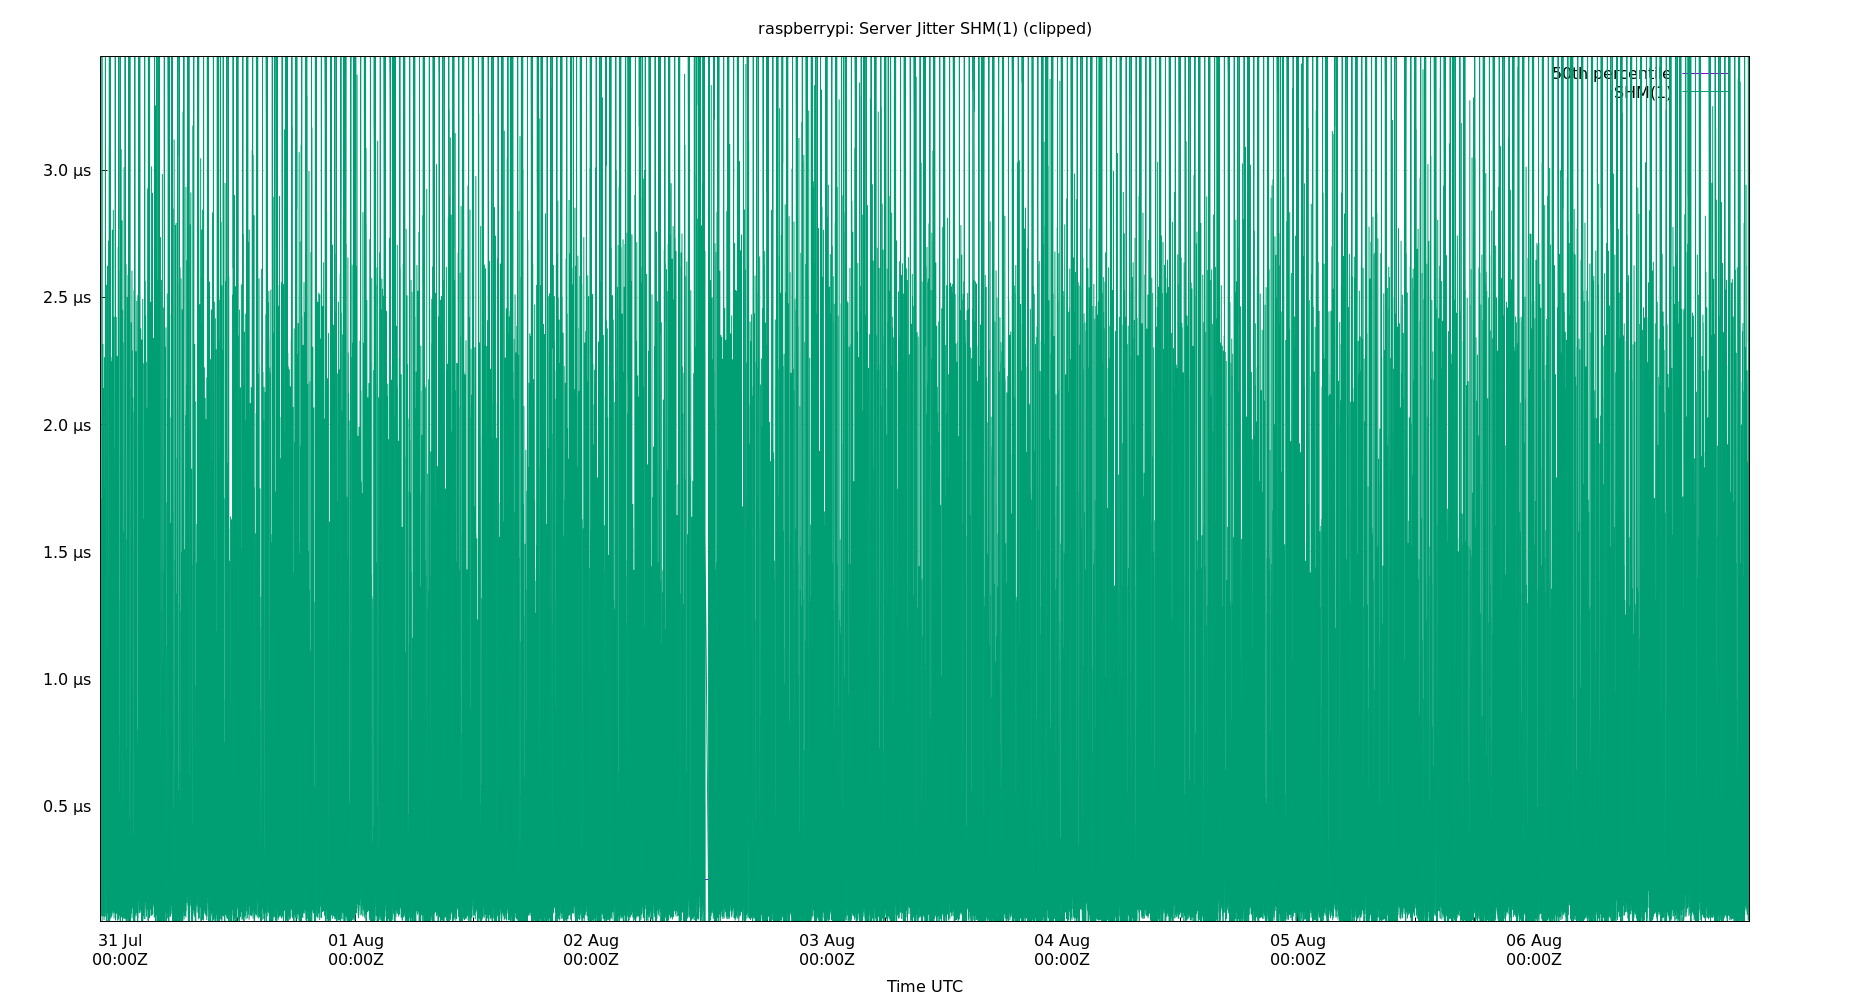 raspberrypi: Server Jitter SHM(1) (clipped)
50th percentile
SHM(1)
3.0 µs
2.5 µs
2.0 µs
1.5 µs
1.0 µs
0.5 µs
31 Jul 01 Aug 02 Aug 03 Aug 04 Aug 05 Aug 06 Aug
00:00Z 00:00Z 00:00Z 00:00Z 00:00Z 00:00Z 00:00Z
Time UTC